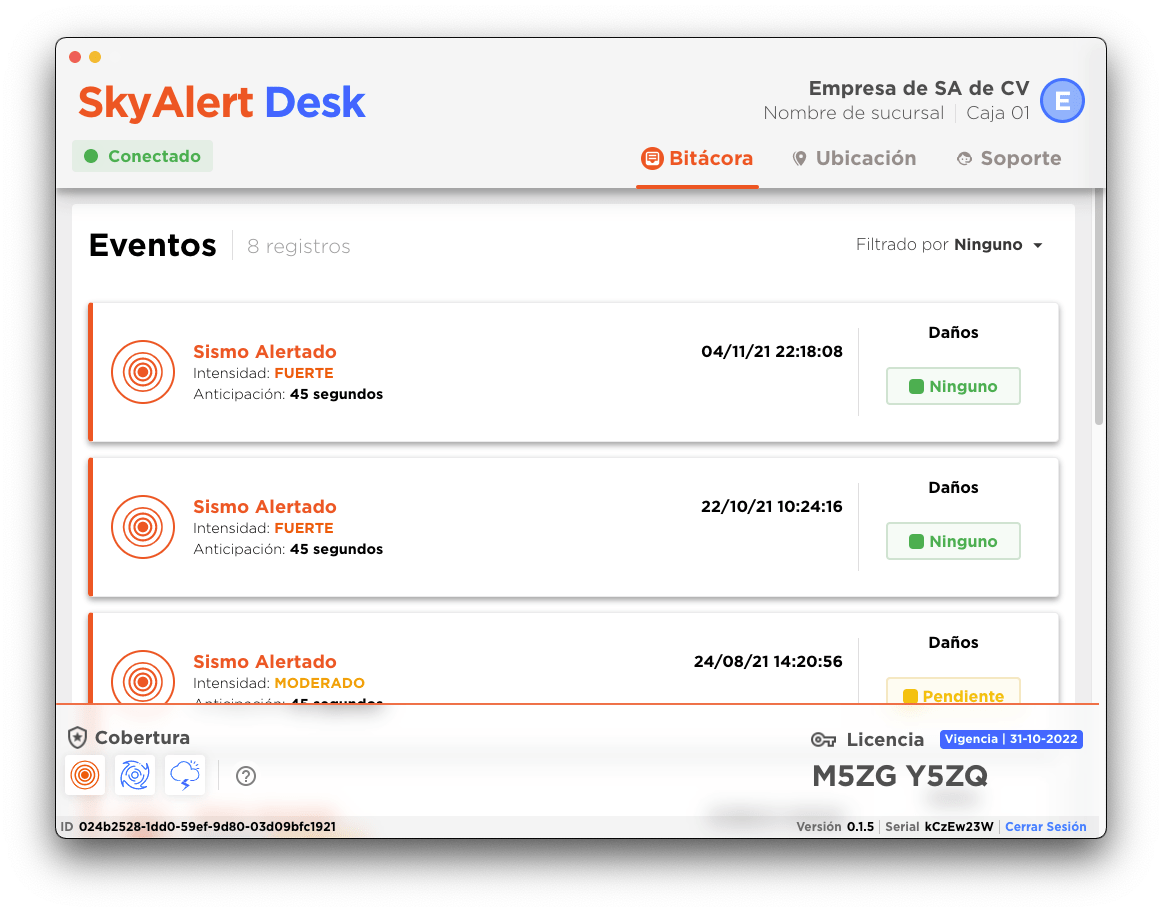 SkyAlert Desk
Empresa de SA de CV
Nombre de sucursal Caja 01
E
Conectado
Bitácora Ubicación Soporte
Eventos 8 registros
Filtrado por Ninguno
Sismo Alertado
Intensidad: FUERTE
Anticipación: 45 segundos
04/11/21 22:18:08
Daños
Ninguno
Sismo Alertado
Intensidad: FUERTE
Anticipación: 45 segundos
22/10/21 10:24:16
Daños
Ninguno
Sismo Alertado
Intensidad: MODERADO
Anticipación: 45 segundos
24/08/21 14:20:56
Daños
Pendiente
Cobertura
?
Licencia Vigencia | 31-10-2022
M5ZG Y5ZQ
ID 024b2528-1dd0-59ef-9d80-03d09bfc1921
Versión 0.1.5 Serial kCzEw23W Cerrar Sesión